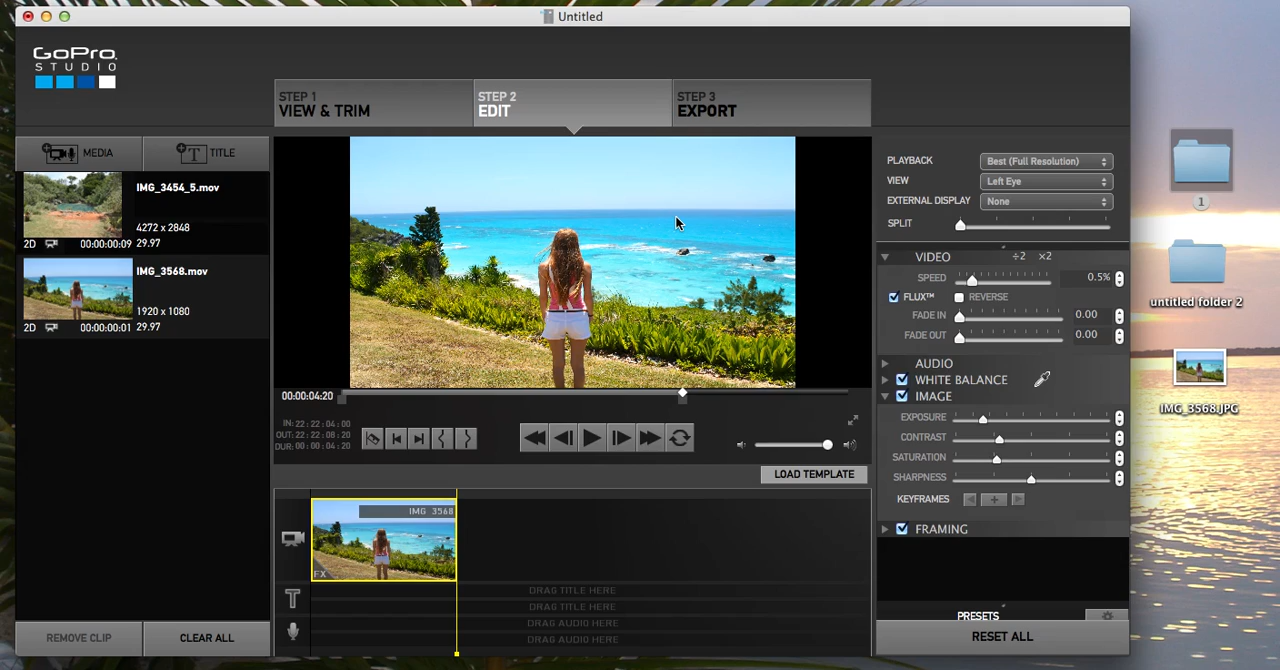 Untitled
GoPro
STUDIO
STEP 1
VIEW & TRIM
STEP 2
EDIT
STEP 3
EXPORT
MEDIA
TITLE
IMG_3454_5.mov
4272 x 2848
2D 00:00:00:09 29.97
IMG_3568.mov
1920 x 1080
2D 00:00:00:01 29.97
REMOVE CLIP
CLEAR ALL
00:00:04:20
IN: 22:22:04:00
OUT: 22:22:08:20
DUR: 00:00:04:20
LOAD TEMPLATE
IMG 3568
FX
DRAG TITLE HERE
DRAG TITLE HERE
DRAG AUDIO HERE
DRAG AUDIO HERE
PLAYBACK Best (Full Resolution)
VIEW Left Eye
EXTERNAL DISPLAY None
SPLIT
VIDEO ÷2 ×2
SPEED 0.5%
FLUX™ REVERSE
FADE IN 0.00
FADE OUT 0.00
AUDIO
WHITE BALANCE
IMAGE
EXPOSURE
CONTRAST
SATURATION
SHARPNESS
KEYFRAMES
FRAMING
PRESETS
RESET ALL
1
untitled folder 2
IMG_3568.JPG